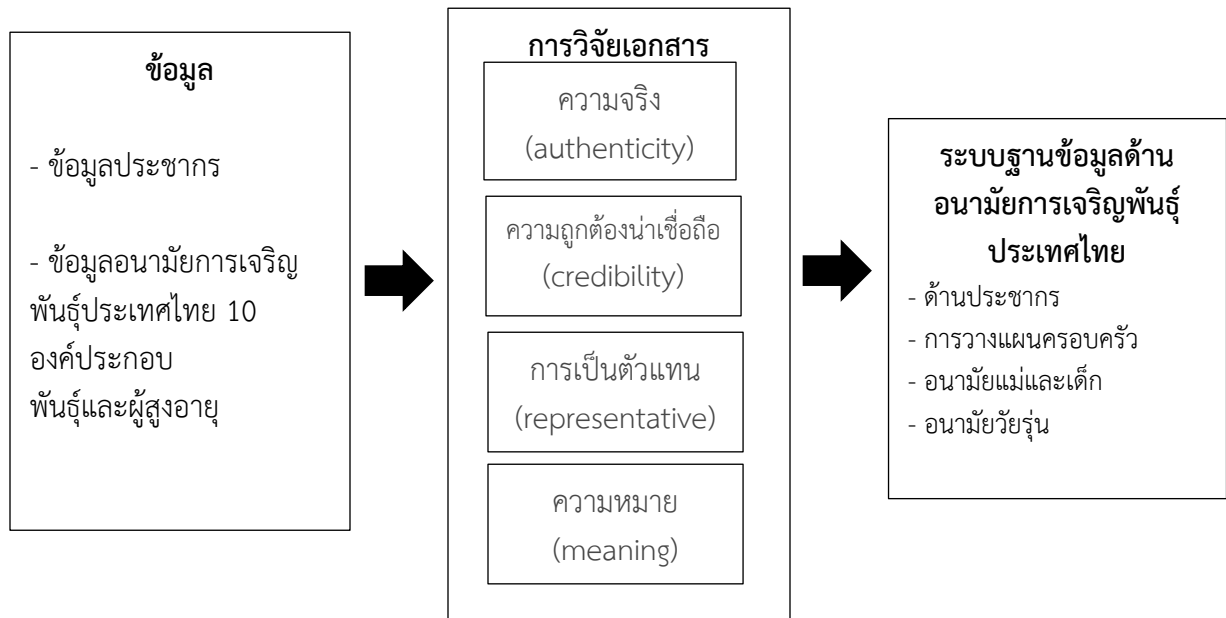 ข้อมูล
- ข้อมูลประชากร
- ข้อมูลอนามัยการเจริญ
พันธุ์ประเทศไทย 10
องค์ประกอบ
พันธุ์และผู้สูงอายุ
การวิจัยเอกสาร
ความจริง
(authenticity)
ความถูกต้องน่าเชื่อถือ
(credibility)
การเป็นตัวแทน
(representative)
ความหมาย
(meaning)
ระบบฐานข้อมูลด้าน
อนามัยการเจริญพันธุ์
ประเทศไทย
- ด้านประชากร
- การวางแผนครอบครัว
- อนามัยแม่และเด็ก
- อนามัยวัยรุ่น